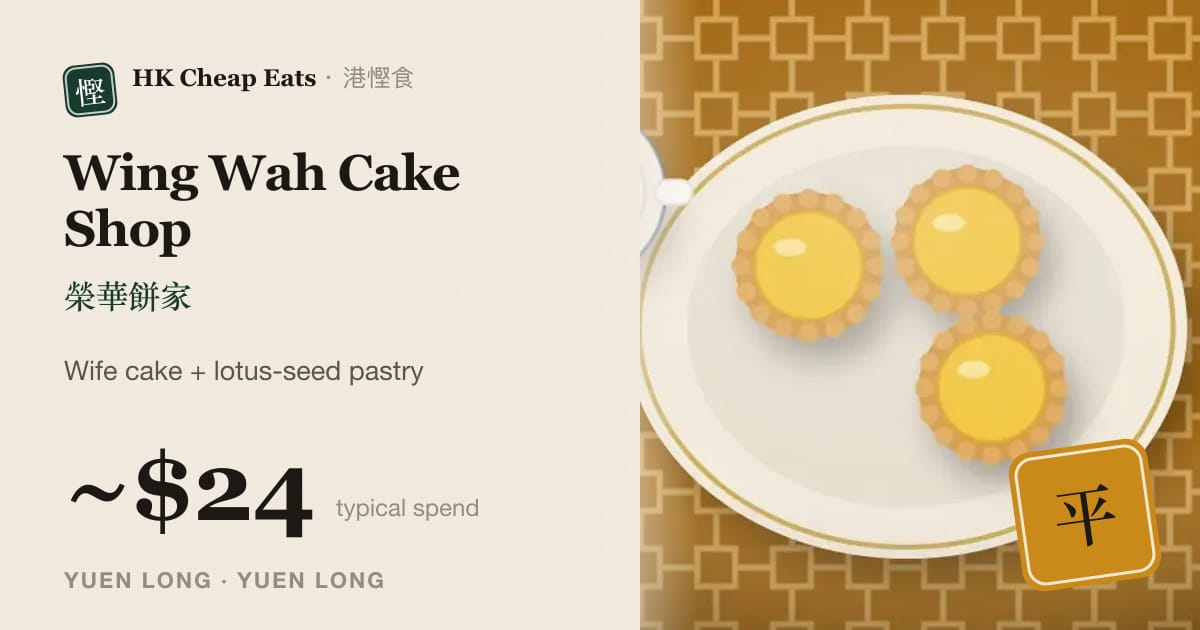 慳
HK Cheap Eats · 港慳食
Wing Wah Cake
Shop
榮華餅家
Wife cake + lotus-seed pastry
~$24 typical spend
YUEN LONG · YUEN LONG
平